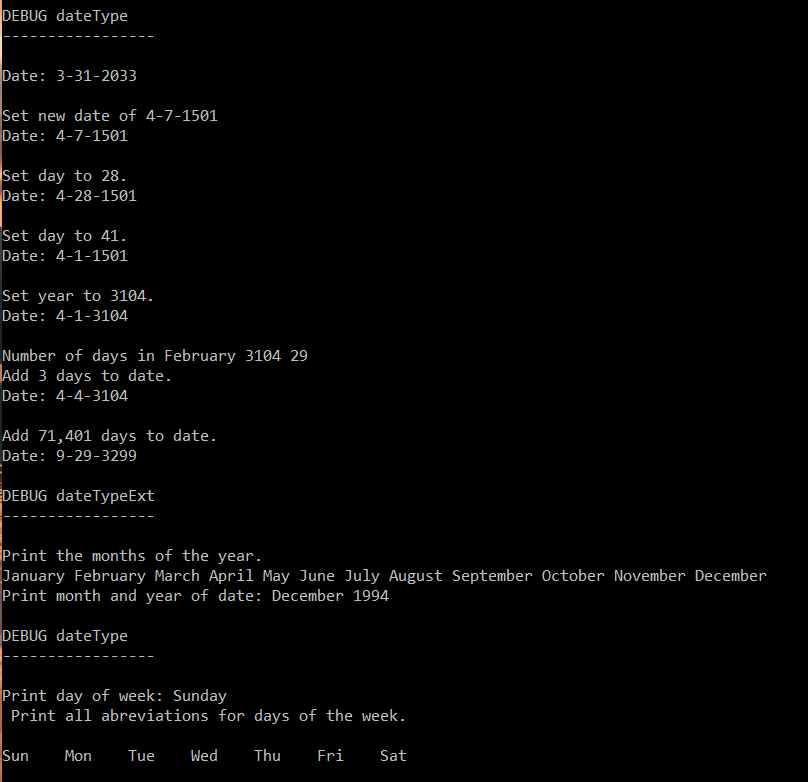 DEBUG dateType
-----------------
Date: 3-31-2033
Set new date of 4-7-1501
Date: 4-7-1501
Set day to 28.
Date: 4-28-1501
Set day to 41.
Date: 4-1-1501
Set year to 3104.
Date: 4-1-3104
Number of days in February 3104 29
Add 3 days to date.
Date: 4-4-3104
Add 71,401 days to date.
Date: 9-29-3299
DEBUG dateTypeExt
-----------------
Print the months of the year.
January February March April May June July August September October November December
Print month and year of date: December 1994
DEBUG dateType
-----------------
Print day of week: Sunday
 Print all abreviations for days of the week.
Sun    Mon    Tue    Wed    Thu    Fri    Sat